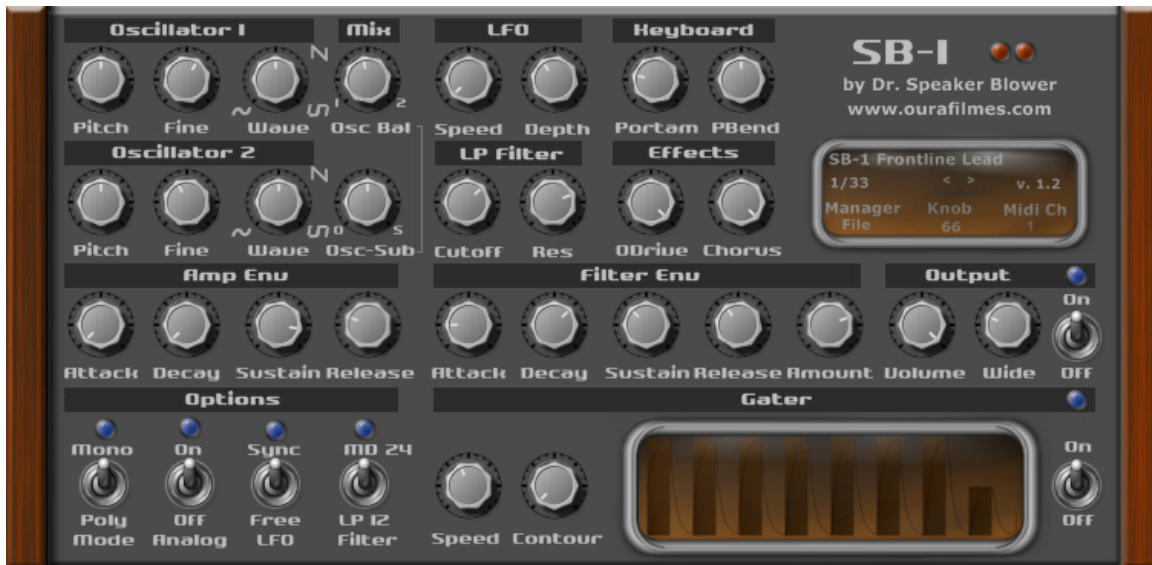 Oscillator 1 Mix LFO Keyboard
SB-1
by Dr. Speaker Blower
www.ourafilmes.com
1 2
Pitch Fine Wave Osc Bal Speed Depth Portam PBend
Oscillator 2 LP Filter Effects
SB-1 Frontline Lead
1/33 < > v. 1.2
Manager Knob Midi Ch
File 66 1
0 S
Pitch Fine Wave Osc-Sub Cutoff Res ODrive Chorus
Amp Env Filter Env Output
On
Attack Decay Sustain Release Attack Decay Sustain Release Amount Volume Wide Off
Options Gater
Mono On Sync MD 24 On
Poly Off Free LP 12 Off
Mode Analog LFO Filter Speed Contour